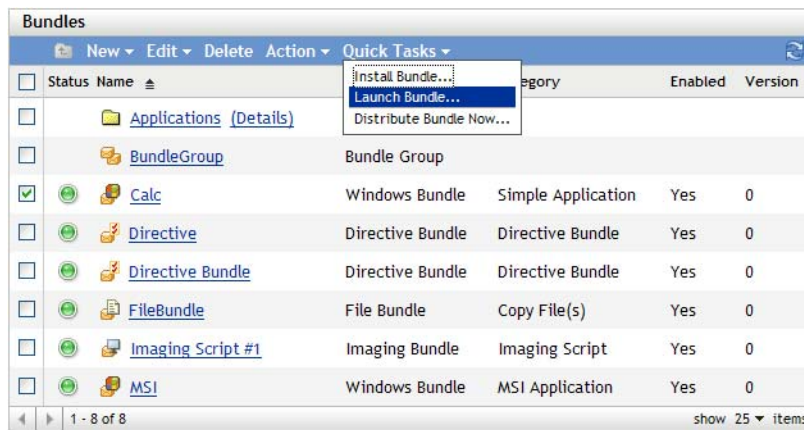 Bundles
New Edit Delete Action Quick Tasks
Install Bundle...
Launch Bundle...
Distribute Bundle Now...
Status Name egory Enabled Version
Applications (Details)
BundleGroup Bundle Group
Calc Windows Bundle Simple Application Yes 0
Directive Directive Bundle Directive Bundle Yes 0
Directive Bundle Directive Bundle Directive Bundle Yes 0
FileBundle File Bundle Copy File(s) Yes 0
Imaging Script #1 Imaging Bundle Imaging Script Yes 0
MSI Windows Bundle MSI Application Yes 0
1 - 8 of 8 show 25 items